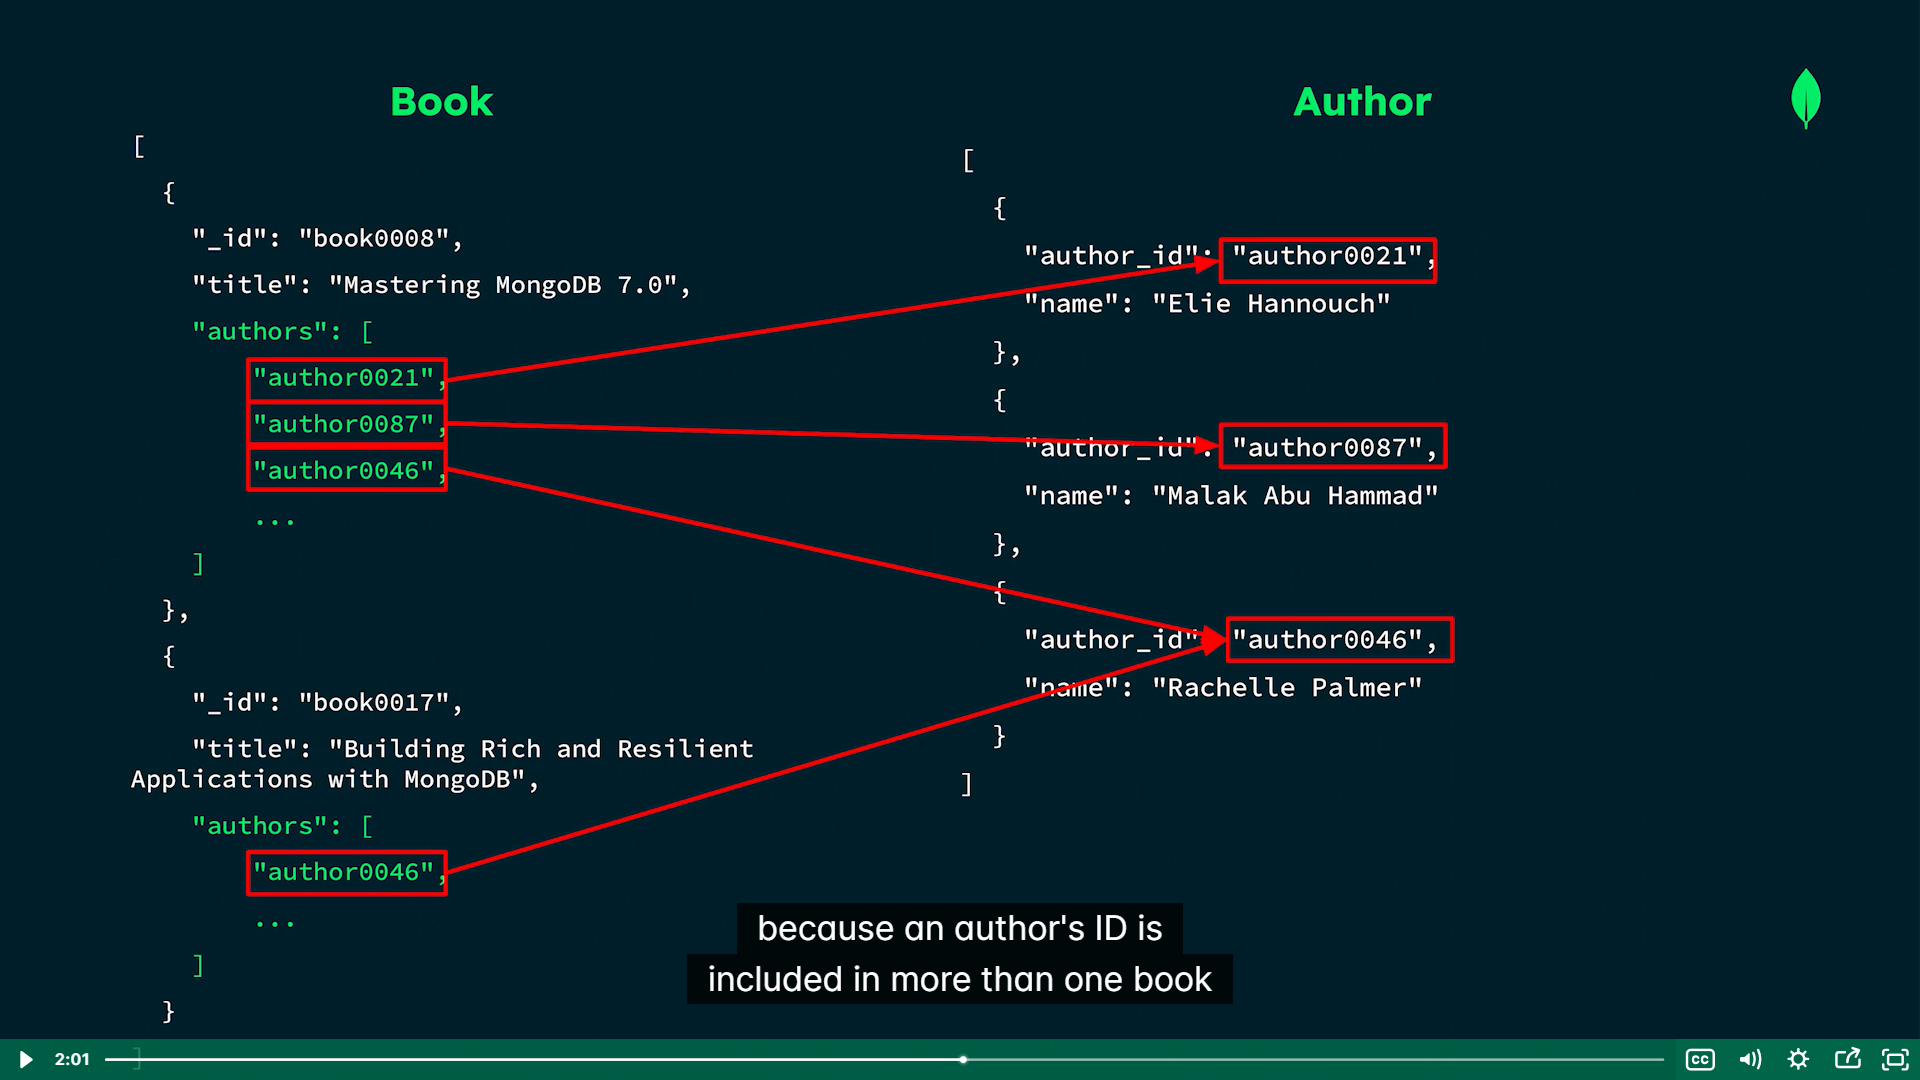 Book
[
{
"_id": "book0008",
"title": "Mastering MongoDB 7.0",
"authors": [
"author0021",
"author0087",
"author0046",
...
]
},
{
"_id": "book0017",
"title": "Building Rich and Resilient
Applications with MongoDB",
"authors": [
"author0046",
...
]
}
]
Author
[
{
"author_id": "author0021",
"name": "Elie Hannouch"
},
{
"author_id": "author0087",
"name": "Malak Abu Hammad"
},
{
"author_id": "author0046",
"name": "Rachelle Palmer"
}
]
because an author's ID is
included in more than one book
2:01
CC